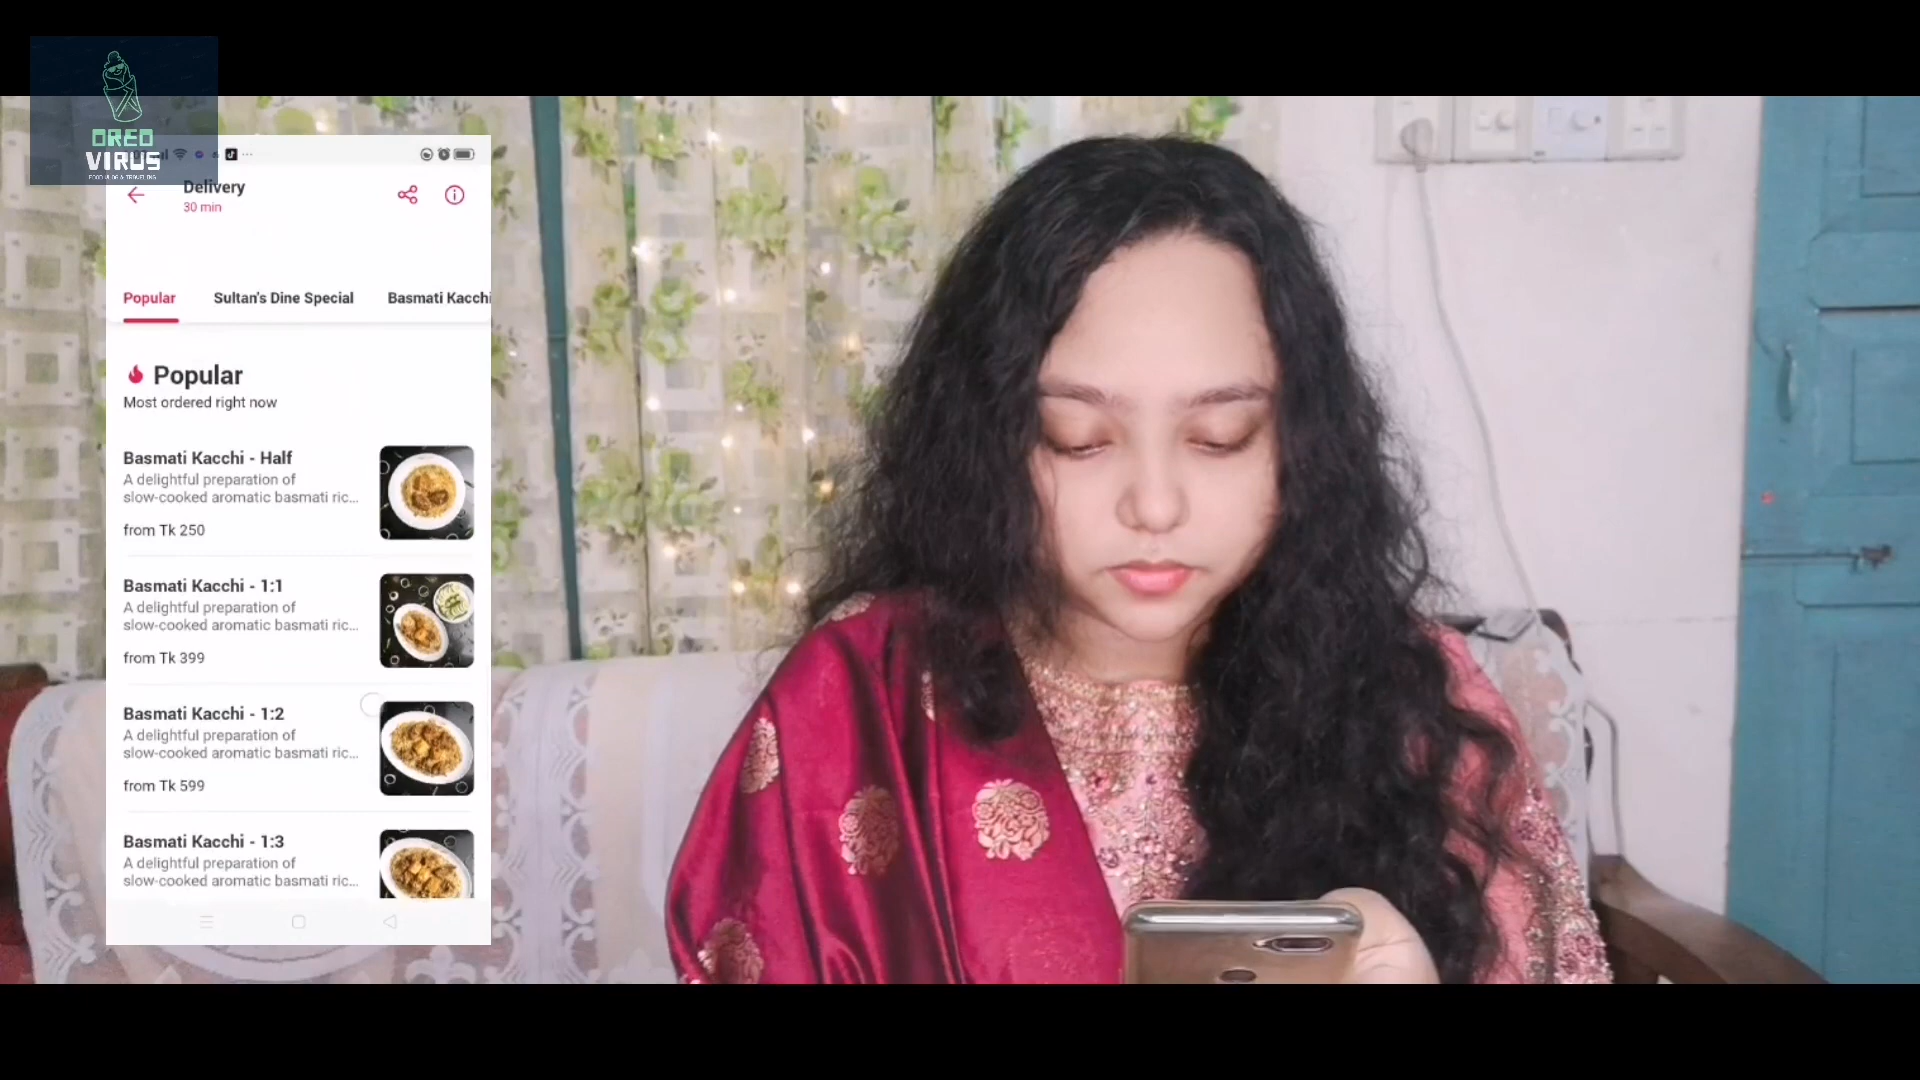 OREO
VIRUS
FOOD VLOG & TRAVELING
Delivery
30 min
Popular
Sultan's Dine Special
Basmati Kacchi
Popular
Most ordered right now
Basmati Kacchi - Half
A delightful preparation of
slow-cooked aromatic basmati ric...
from Tk 250
Basmati Kacchi - 1:1
A delightful preparation of
slow-cooked aromatic basmati ric...
from Tk 399
Basmati Kacchi - 1:2
A delightful preparation of
slow-cooked aromatic basmati ric...
from Tk 599
Basmati Kacchi - 1:3
A delightful preparation of
slow-cooked aromatic basmati ric...